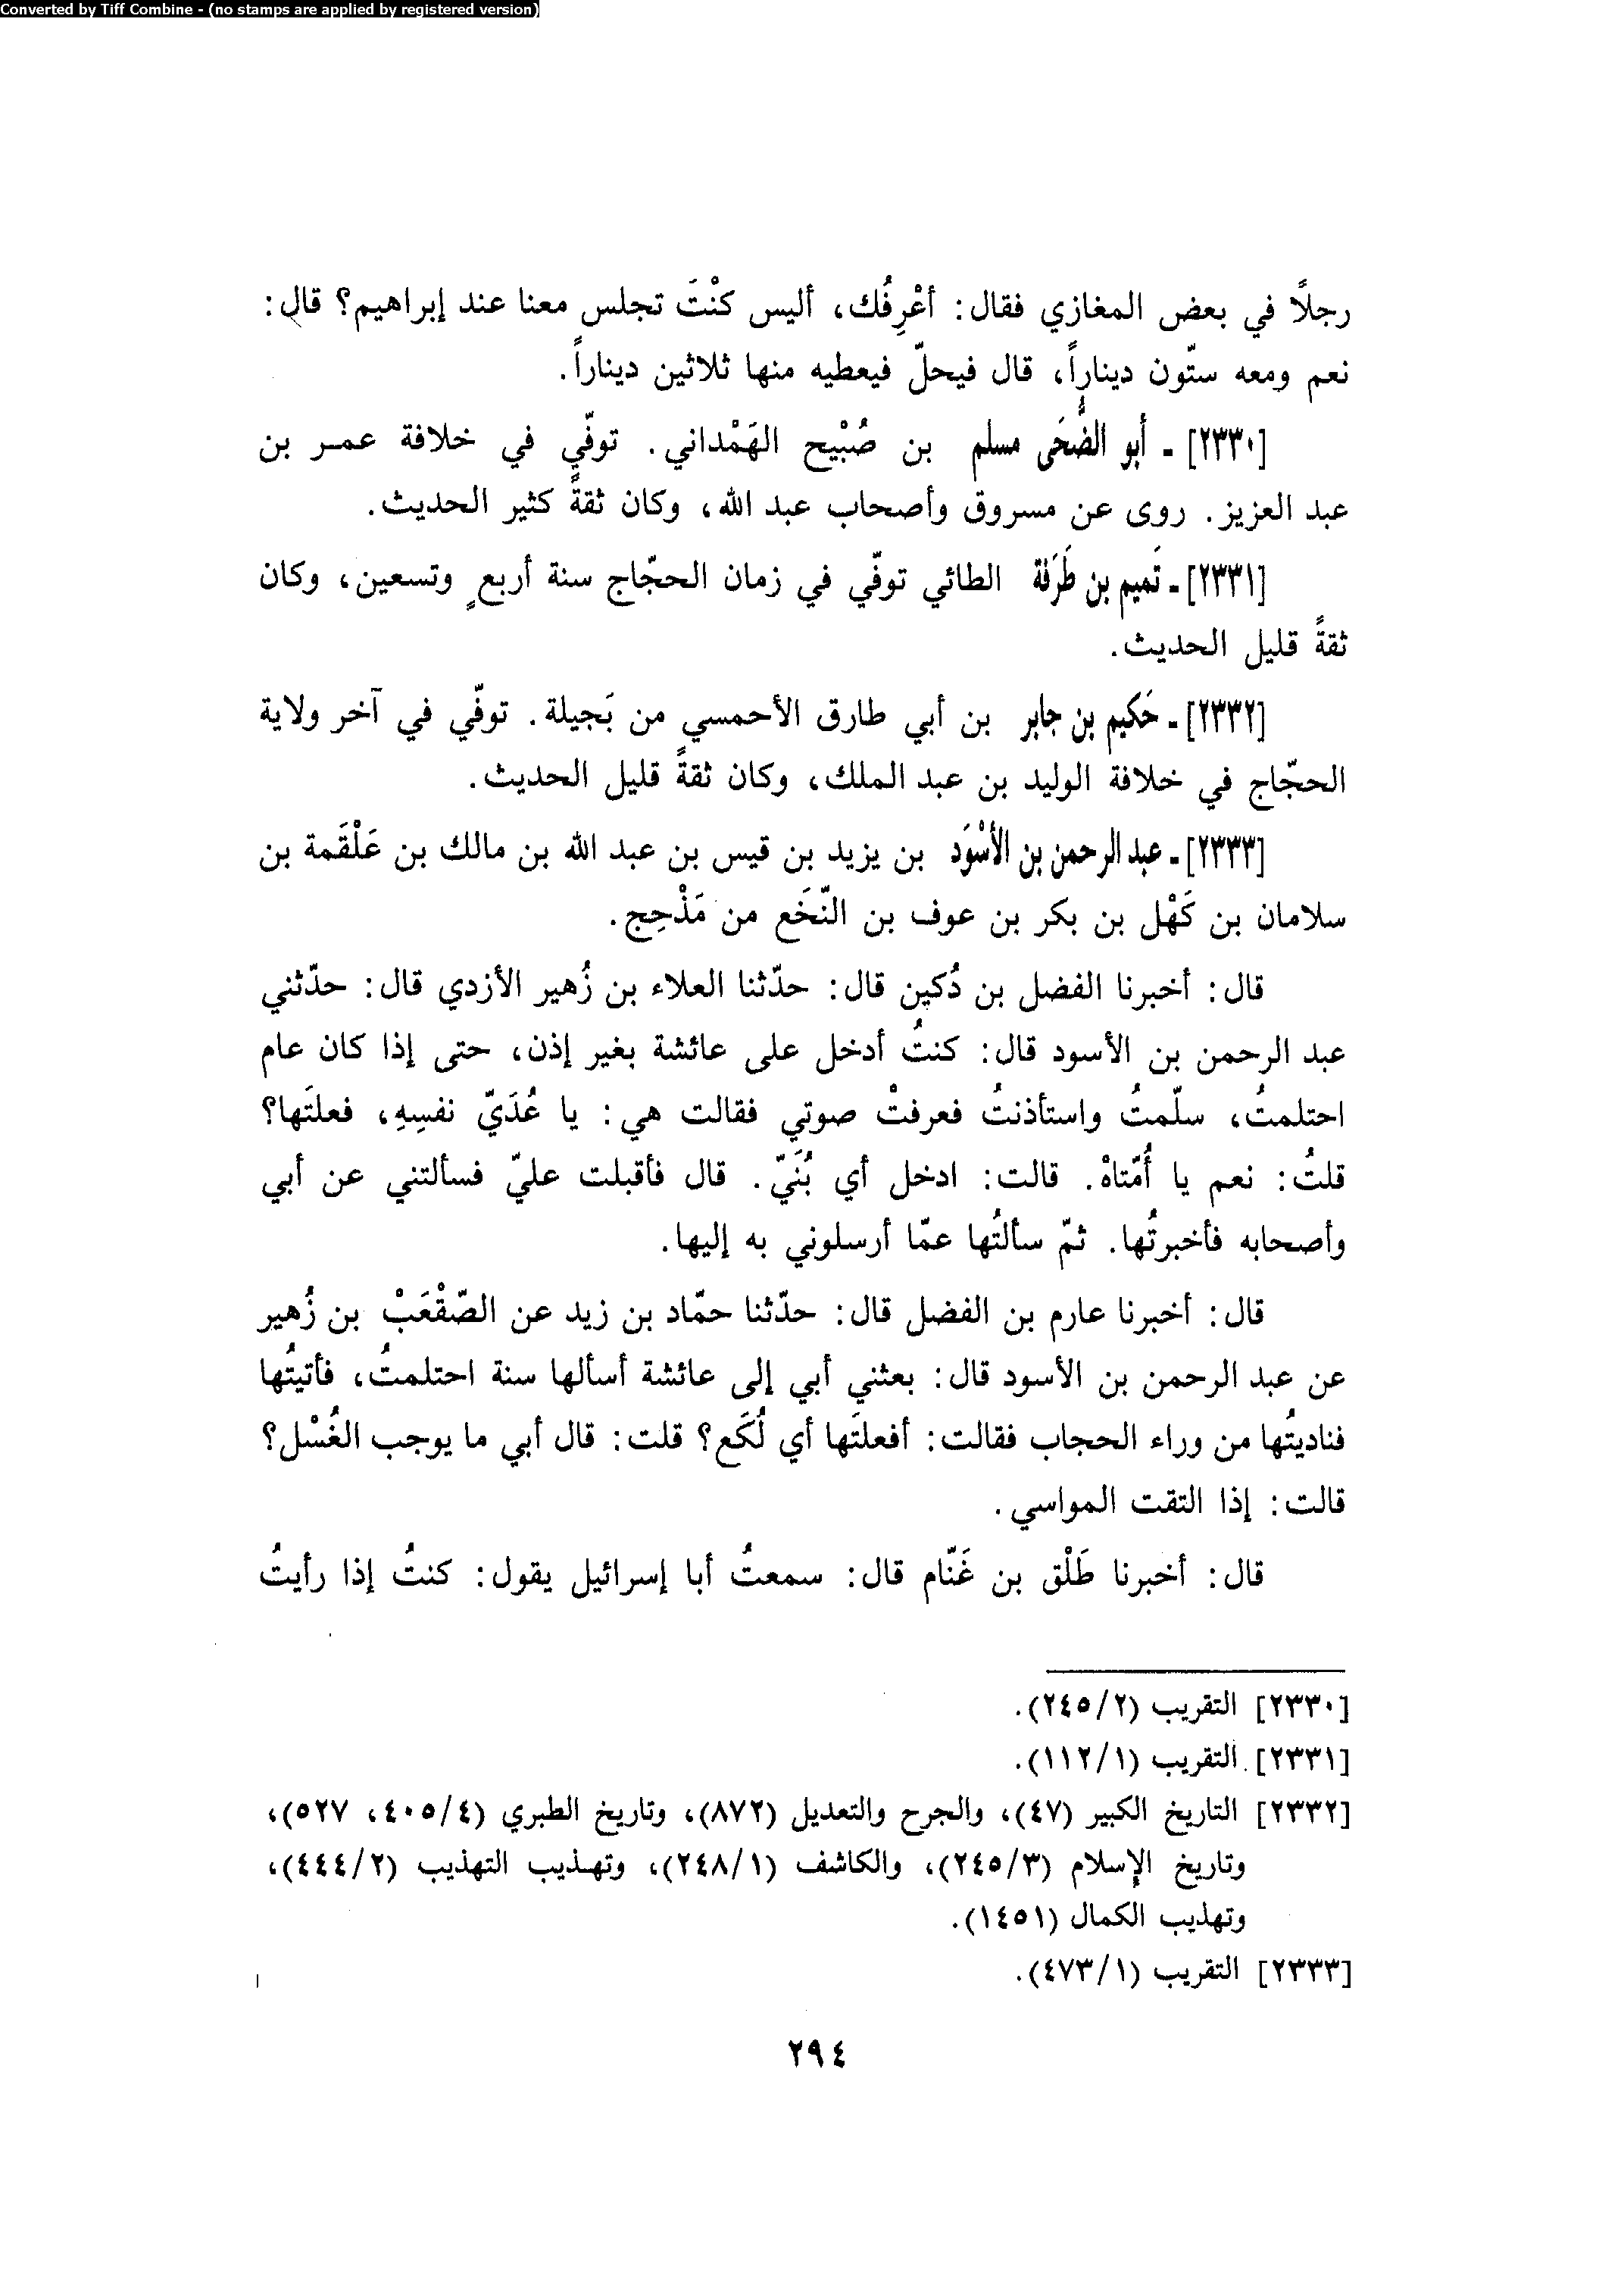 Converted by Tiff Combine - (no stamps are applied by registered version)
رجلًا في بعض المغازي فقال: أعْرِفُك، أليس كنْتَ تجلس معنا عند إبراهيم؟ قال:
نعم ومعه ستّون ديناراً، قال فيحلّ فيعطيه منها ثلاثين ديناراً.
[٢٣٣٠] ـ أبو الضُّحَى مسلم بن صُبْيح الهَمْداني. توفّي في خلافة عمر بن
عبد العزيز. روى عن مسروق وأصحاب عبد الله، وكان ثقةً كثير الحديث.
[٢٣٣١] ـ تَميم بن طَرَفة الطائي توفّي في زمان الحجّاج سنة أربعٍ وتسعين، وكان
ثقةً قليل الحديث.
[٢٣٣٢] ـ حَكيم بن جابر بن أبي طارق الأحمسي من بَجيلة. توفّي في آخر ولاية
الحجّاج في خلافة الوليد بن عبد الملك، وكان ثقةً قليل الحديث.
[٢٣٣٣] ـ عبد الرحمن بن الأسْوَد بن يزيد بن قيس بن عبد الله بن مالك بن عَلْقَمة بن
سلامان بن كَهْل بن بكر بن عوف بن النّخَع من مَذْحِج.
قال: أخبرنا الفضل بن دُكين قال: حدّثنا العلاء بن زُهير الأزدي قال: حدّثني
عبد الرحمن بن الأسود قال: كنتُ أدخل على عائشة بغير إذن، حتى إذا كان عام
احتلمتُ، سلّمتُ واستأذنتُ فعرفتْ صوتي فقالت هي: يا عُدَيّ نفسِهِ، فعلتَها؟
قلتُ: نعم يا أُمّتاهْ. قالت: ادخل أي بُنَيّ. قال فأقبلت عليّ فسألتني عن أبي
وأصحابه فأخبرتُها. ثمّ سألتُها عمّا أرسلوني به إليها.
قال: أخبرنا عارم بن الفضل قال: حدّثنا حمّاد بن زيد عن الصّقْعَبْ بن زُهير
عن عبد الرحمن بن الأسود قال: بعثني أبي إلى عائشة أسألها سنة احتلمتُ، فأتيتُها
فناديتُها من وراء الحجاب فقالت: أفعلتَها أي لُكَع؟ قلت: قال أبي ما يوجب الغُسْل؟
قالت: إذا التقت المواسي.
قال: أخبرنا طَلْق بن غَنّام قال: سمعتُ أبا إسرائيل يقول: كنتُ إذا رأيتُ
[٢٣٣٠] التقريب (٢/ ٢٤٥).
[٢٣٣١] التقريب (١/ ١١٢).
[٢٣٣٢] التاريخ الكبير (٤٧)، والجرح والتعديل (٨٧٢)، وتاريخ الطبري (٤/ ٤٠٥، ٥٢٧)،
وتاريخ الإسلام (٣/ ٢٤٥)، والكاشف (١/ ٢٤٨)، وتهذيب التهذيب (٢/ ٤٤٤)،
وتهذيب الكمال (١٤٥١).
[٢٣٣٣] التقريب (١/ ٤٧٣).
٢٩٤